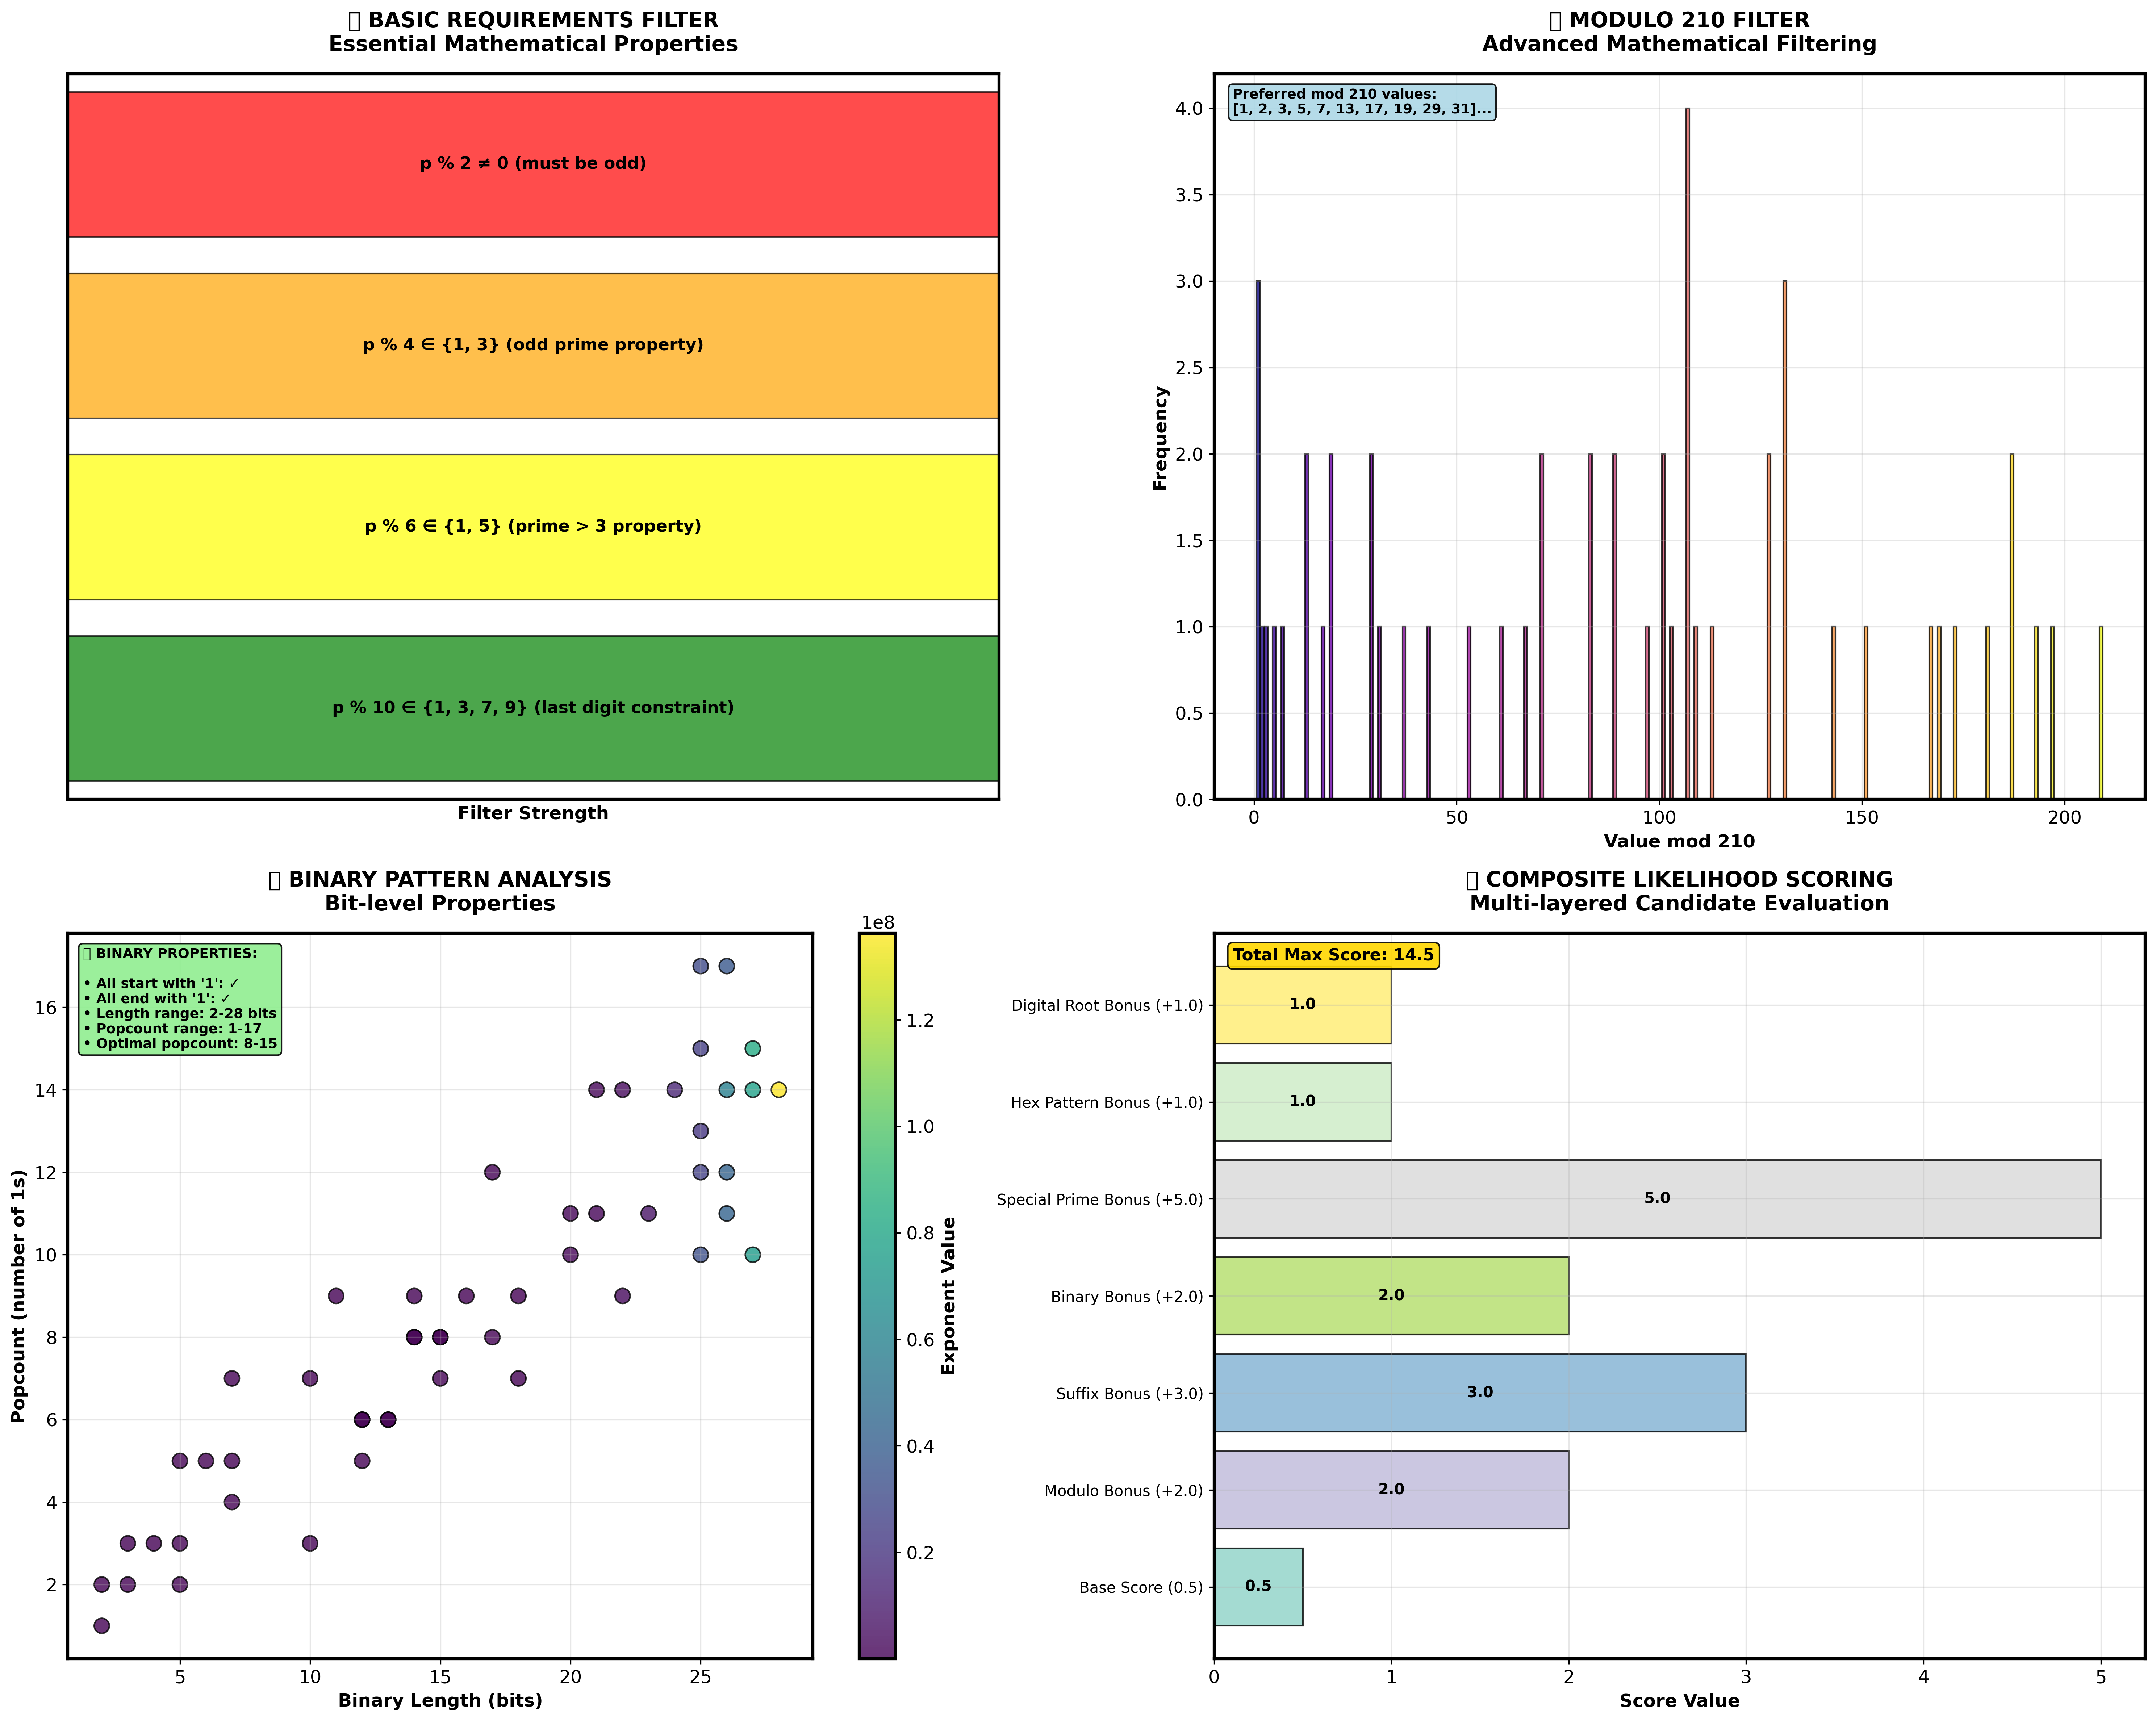 BASIC REQUIREMENTS FILTER
Essential Mathematical Properties
p % 2 ≠ 0 (must be odd)
p % 4 ∈ {1, 3} (odd prime property)
p % 6 ∈ {1, 5} (prime > 3 property)
p % 10 ∈ {1, 3, 7, 9} (last digit constraint)
Filter Strength
MODULO 210 FILTER
Advanced Mathematical Filtering
Preferred mod 210 values:
[1, 2, 3, 5, 7, 13, 17, 19, 29, 31]...
Frequency
4.0
3.5
3.0
2.5
2.0
1.5
1.0
0.5
0.0
0 50 100 150 200
Value mod 210
BINARY PATTERN ANALYSIS
Bit-level Properties
BINARY PROPERTIES:
• All start with '1': ✓
• All end with '1': ✓
• Length range: 2-28 bits
• Popcount range: 1-17
• Optimal popcount: 8-15
Popcount (number of 1s)
16
14
12
10
8
6
4
2
5 10 15 20 25
Binary Length (bits)
1e8
1.2
1.0
0.8
0.6
0.4
0.2
Exponent Value
COMPOSITE LIKELIHOOD SCORING
Multi-layered Candidate Evaluation
Total Max Score: 14.5
Digital Root Bonus (+1.0) 1.0
Hex Pattern Bonus (+1.0) 1.0
Special Prime Bonus (+5.0) 5.0
Binary Bonus (+2.0) 2.0
Suffix Bonus (+3.0) 3.0
Modulo Bonus (+2.0) 2.0
Base Score (0.5) 0.5
0 1 2 3 4 5
Score Value